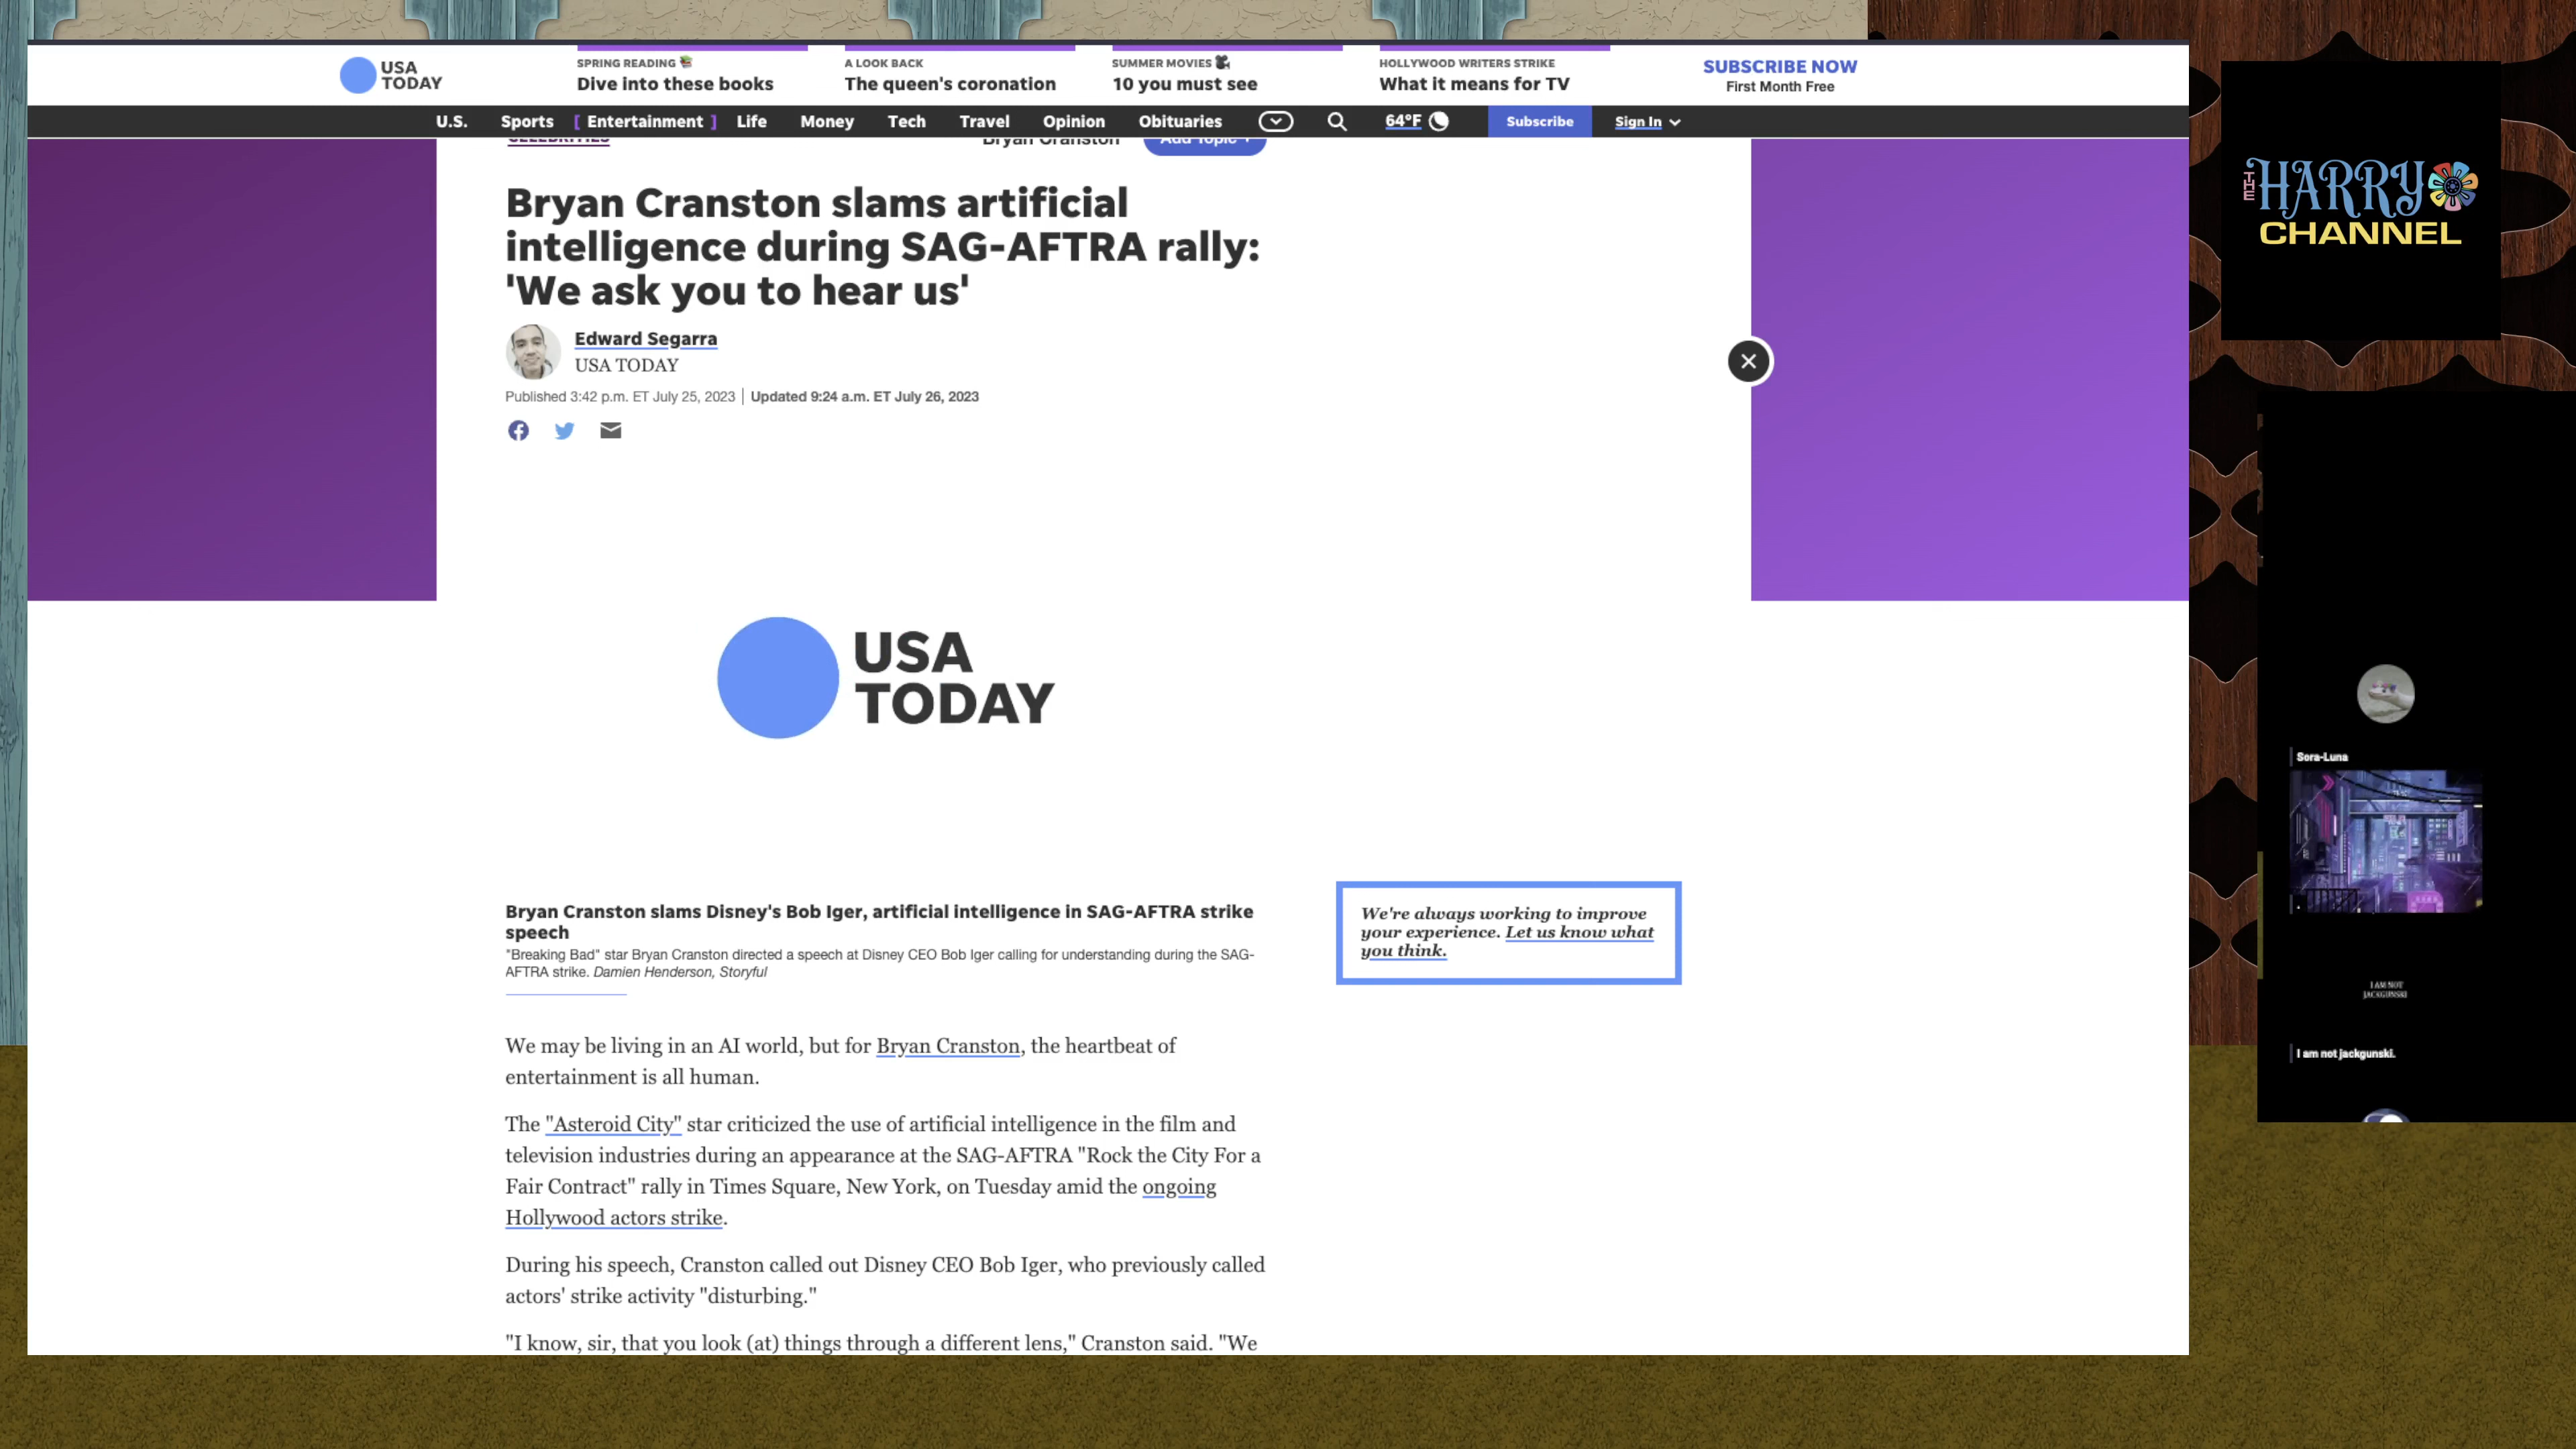 USA
TODAY
SPRING READING
Dive into these books
A LOOK BACK
The queen's coronation
SUMMER MOVIES
10 you must see
HOLLYWOOD WRITERS STRIKE
What it means for TV
SUBSCRIBE NOW
First Month Free
U.S. Sports [ Entertainment ] Life Money Tech Travel Opinion Obituaries 64°F Subscribe Sign In
CELEBRITIES Bryan Cranston Add Topic +
Bryan Cranston slams artificial
intelligence during SAG-AFTRA rally:
'We ask you to hear us'
Edward Segarra
USA TODAY
Published 3:42 p.m. ET July 25, 2023 | Updated 9:24 a.m. ET July 26, 2023
USA
TODAY
Bryan Cranston slams Disney's Bob Iger, artificial intelligence in SAG-AFTRA strike
speech
"Breaking Bad" star Bryan Cranston directed a speech at Disney CEO Bob Iger calling for understanding during the SAG-
AFTRA strike. Damien Henderson, Storyful
We may be living in an AI world, but for Bryan Cranston, the heartbeat of
entertainment is all human.
The "Asteroid City" star criticized the use of artificial intelligence in the film and
television industries during an appearance at the SAG-AFTRA "Rock the City For a
Fair Contract" rally in Times Square, New York, on Tuesday amid the ongoing
Hollywood actors strike.
During his speech, Cranston called out Disney CEO Bob Iger, who previously called
actors' strike activity "disturbing."
"I know, sir, that you look (at) things through a different lens," Cranston said. "We
We're always working to improve
your experience. Let us know what
you think.
THE HARRY
CHANNEL
Sora-Luna
.
I AM NOT
JACKGUNSKI
I am not jackgunski.